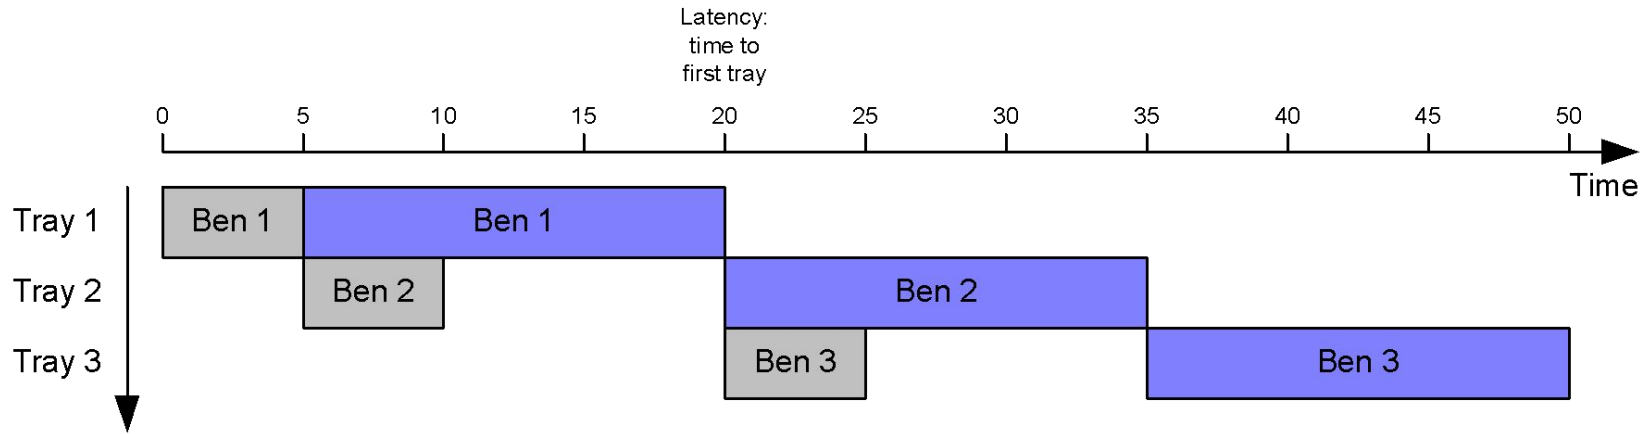 Latency:
time to
first tray
0 5 10 15 20 25 30 35 40 45 50
Time
Tray 1 Ben 1 Ben 1
Tray 2 Ben 2 Ben 2
Tray 3 Ben 3 Ben 3